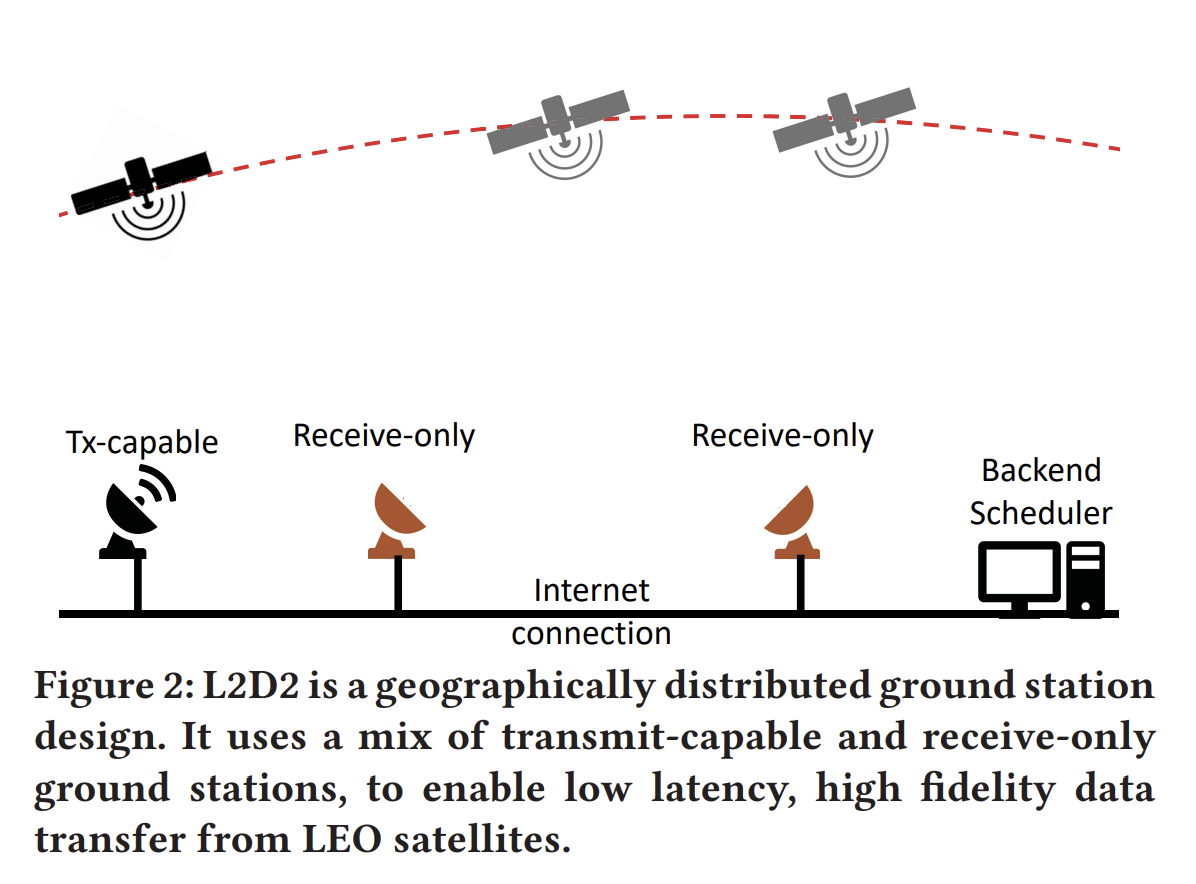 Tx-capable
Receive-only
Receive-only
Backend
Scheduler
Internet
connection
Figure 2: L2D2 is a geographically distributed ground station
design. It uses a mix of transmit-capable and receive-only
ground stations, to enable low latency, high fidelity data
transfer from LEO satellites.